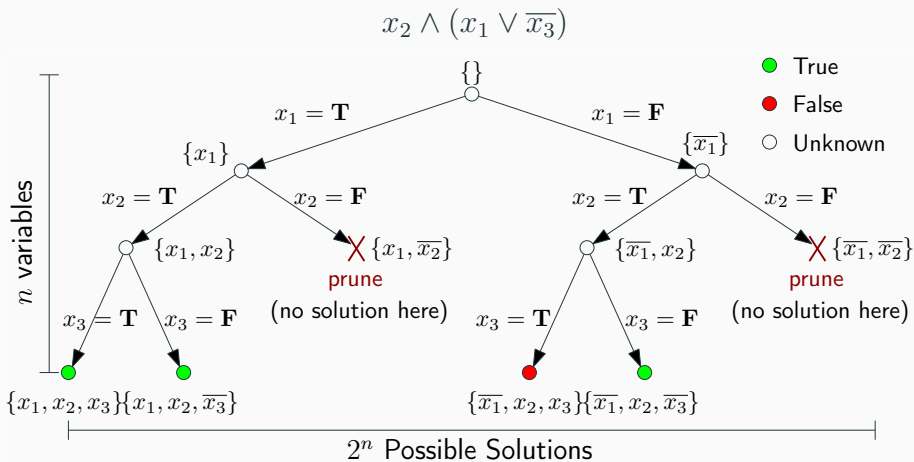 x₂ ∧ (x₁ ∨ x̅₃)
{}
True
x₁ = T
x₁ = F
False
{x₁}
{x̅₁}
Unknown
x₂ = T
x₂ = F
x₂ = T
x₂ = F
{x₁, x₂}
{x₁, x̅₂}
{x̅₁, x₂}
{x̅₁, x̅₂}
prune
prune
(no solution here)
(no solution here)
n variables
x₃ = T
x₃ = F
x₃ = T
x₃ = F
{x₁, x₂, x₃}
{x₁, x₂, x̅₃}
{x̅₁, x₂, x₃}
{x̅₁, x₂, x̅₃}
2ⁿ Possible Solutions